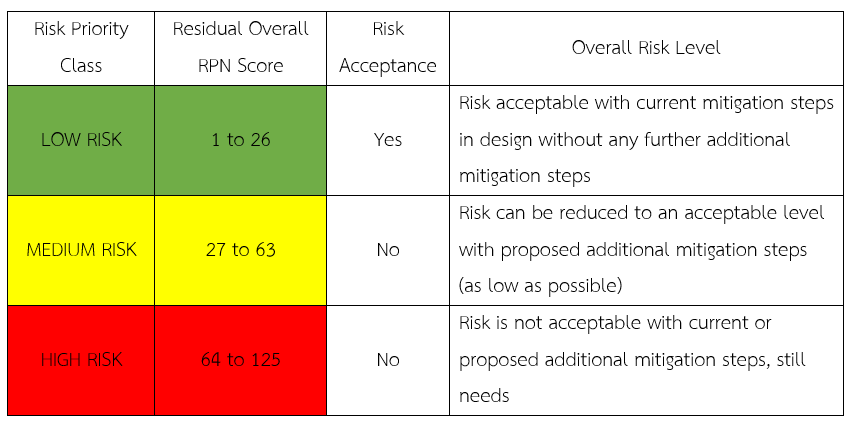 Risk Priority
Class
Residual Overall
RPN Score
Risk
Acceptance
Overall Risk Level
LOW RISK
1 to 26
Yes
Risk acceptable with current mitigation steps
in design without any further additional
mitigation steps
MEDIUM RISK
27 to 63
No
Risk can be reduced to an acceptable level
with proposed additional mitigation steps
(as low as possible)
HIGH RISK
64 to 125
No
Risk is not acceptable with current or
proposed additional mitigation steps, still
needs